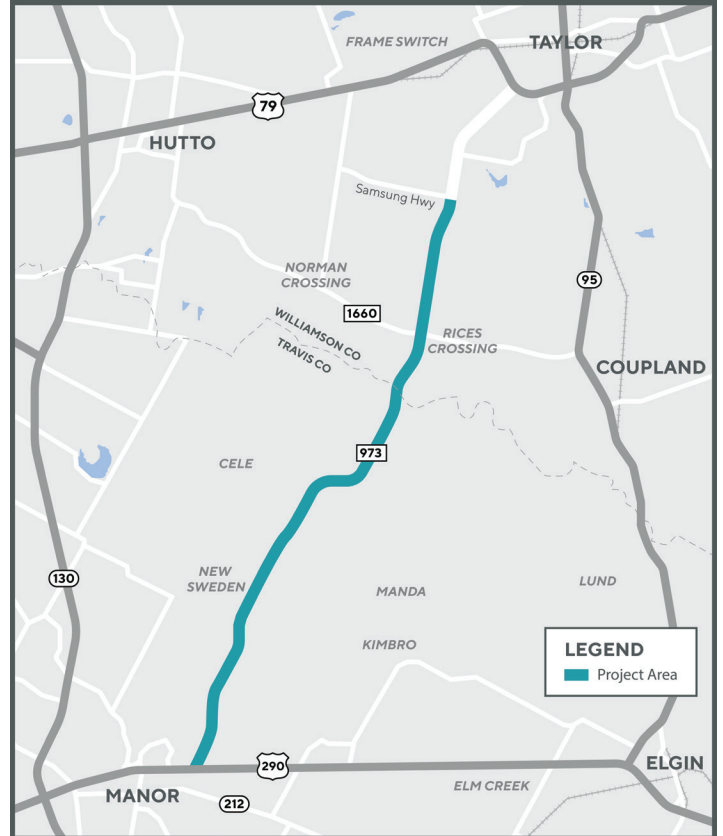 FRAME SWITCH
TAYLOR
79
HUTTO
Samsung Hwy
NORMAN
CROSSING
95
1660
WILLIAMSON CO
TRAVIS CO
RICES
CROSSING
COUPLAND
973
CELE
130
NEW
SWEDEN
MANDA
LUND
KIMBRO
LEGEND
Project Area
290
ELGIN
MANOR
212
ELM CREEK